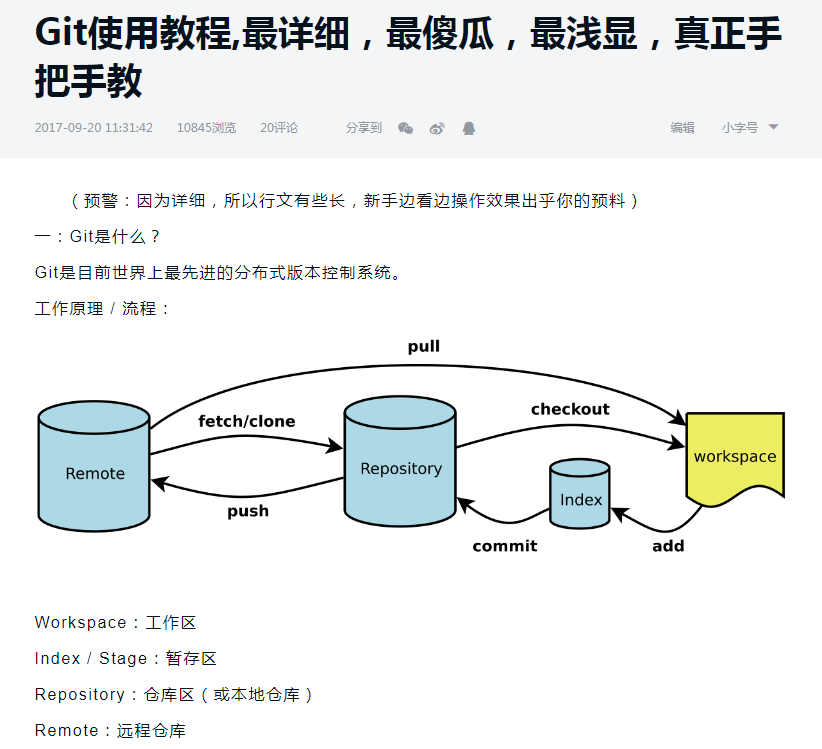 Git使用教程,最详细，最傻瓜，最浅显，真正手
把手教
2017-09-20 11:31:42 10845浏览 20评论 分享到 编辑 小字号
（预警：因为详细，所以行文有些长，新手边看边操作效果出乎你的预料）
一：Git是什么？
Git是目前世界上最先进的分布式版本控制系统。
工作原理 / 流程：
pull
fetch/clone
checkout
Remote
Repository
workspace
Index
push
commit
add
Workspace：工作区
Index / Stage：暂存区
Repository：仓库区（或本地仓库）
Remote：远程仓库